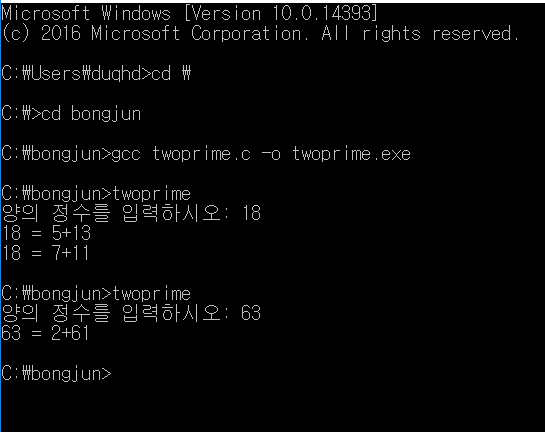 Microsoft Windows [Version 10.0.14393]
(c) 2016 Microsoft Corporation. All rights reserved.
C:₩Users₩duqhd>cd ₩
C:₩>cd bongjun
C:₩bongjun>gcc twoprime.c -o twoprime.exe
C:₩bongjun>twoprime
양의 정수를 입력하시오: 18
18 = 5+13
18 = 7+11
C:₩bongjun>twoprime
양의 정수를 입력하시오: 63
63 = 2+61
C:₩bongjun>